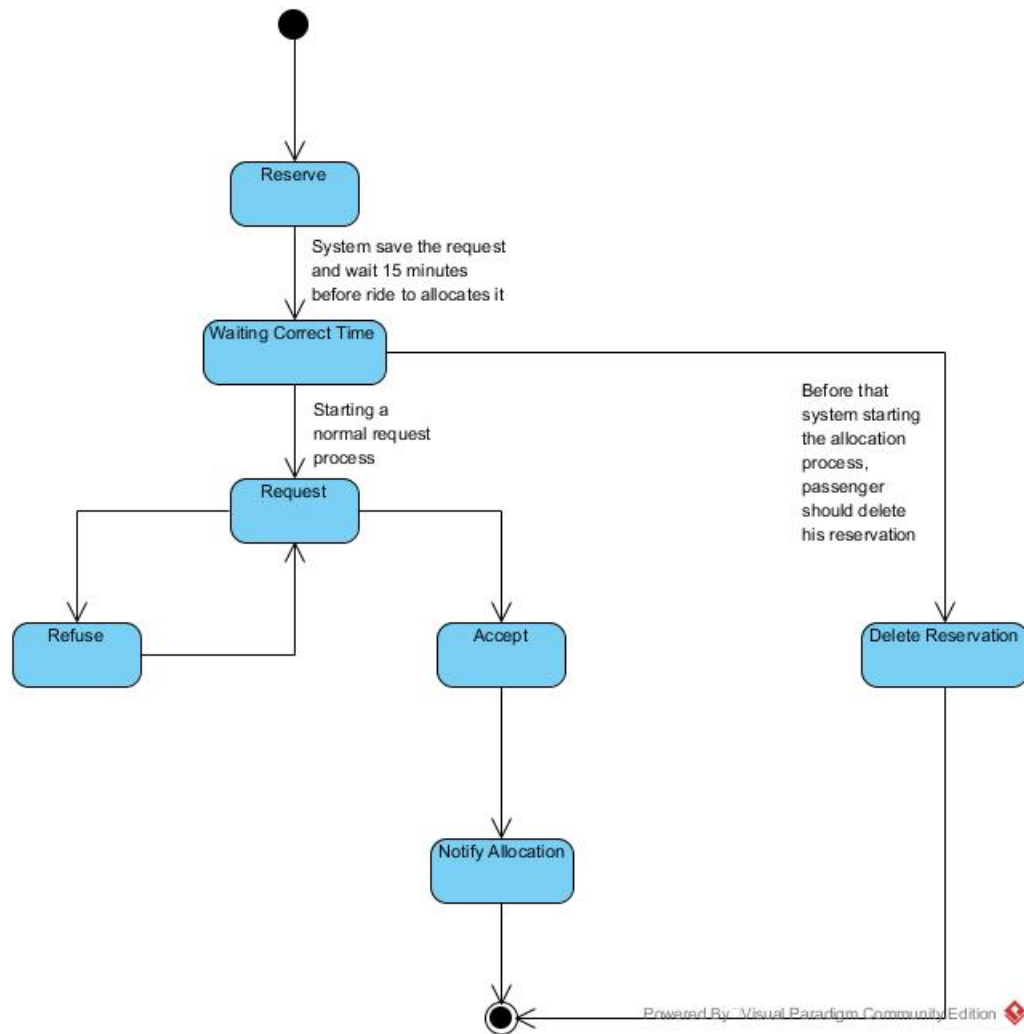 Reserve
System save the request
and wait 15 minutes
before ride to allocates it
Waiting Correct Time
Starting a
normal request
process
Before that
system starting
the allocation
process,
passenger
should delete
his reservation
Request
Refuse
Accept
Delete Reservation
Notify Allocation
Powered By Visual Paradigm Community Edition